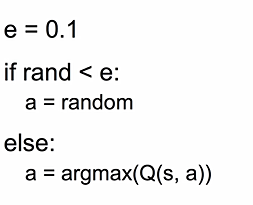 e = 0.1
if rand < e:
a = random
else:
a = argmax(Q(s, a))